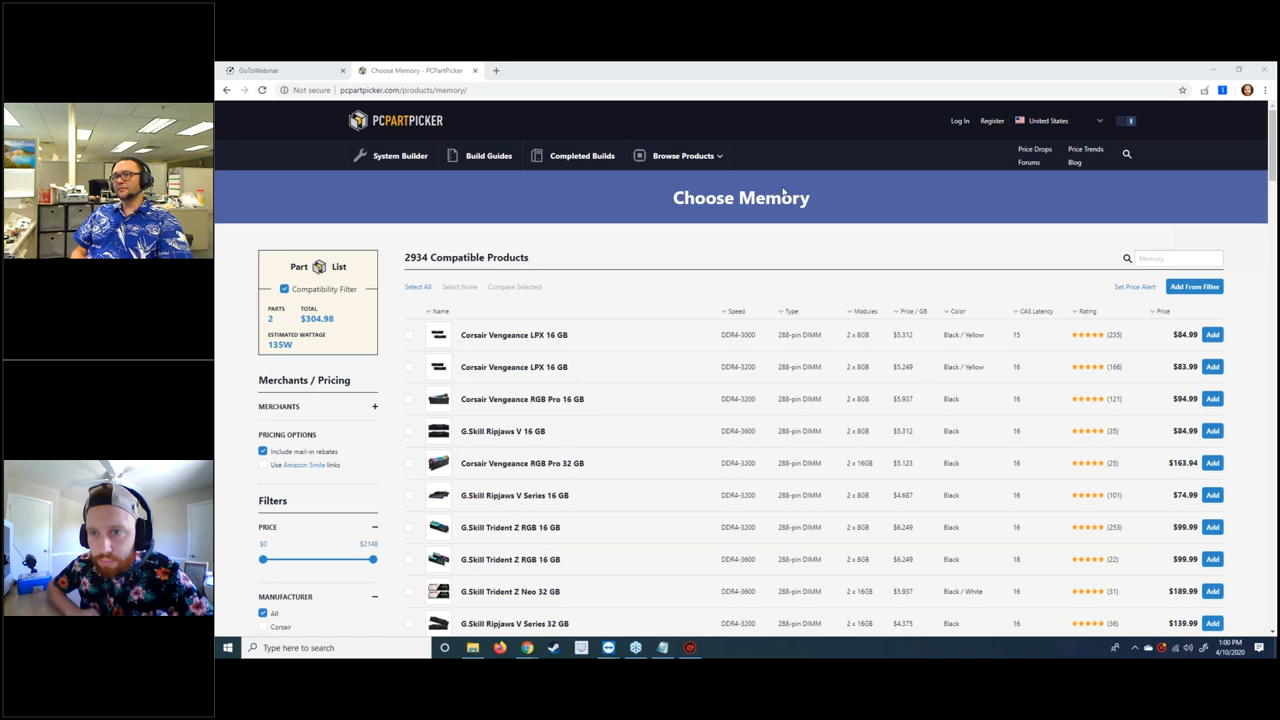 GoToWebinar
Choose Memory - PCPartPicker
Not secure | pcpartpicker.com/products/memory/
PCPARTPICKER
Log In Register United States
System Builder Build Guides Completed Builds Browse Products
Price Drops Price Trends
Forums Blog
Choose Memory
Part List
Compatibility Filter
PARTS TOTAL
2 $304.98
ESTIMATED WATTAGE
135W
Merchants / Pricing
MERCHANTS +
PRICING OPTIONS
Include mail-in rebates
Use Amazon Smile links
Filters
PRICE
$0 $2148
MANUFACTURER
All
Corsair
2934 Compatible Products
Memory
Select All Select None Compare Selected Set Price Alert Add From Filter
Name Speed Type Modules Price / GB Color CAS Latency Rating Price
Corsair Vengeance LPX 16 GB DDR4-3000 288-pin DIMM 2 x 8GB $5.312 Black / Yellow 15 (235) $84.99 Add
Corsair Vengeance LPX 16 GB DDR4-3200 288-pin DIMM 2 x 8GB $5.249 Black / Yellow 16 (166) $83.99 Add
Corsair Vengeance RGB Pro 16 GB DDR4-3200 288-pin DIMM 2 x 8GB $5.937 Black 16 (121) $94.99 Add
G.Skill Ripjaws V 16 GB DDR4-3600 288-pin DIMM 2 x 8GB $5.312 Black 16 (35) $84.99 Add
Corsair Vengeance RGB Pro 32 GB DDR4-3200 288-pin DIMM 2 x 16GB $5.123 Black 16 (25) $163.94 Add
G.Skill Ripjaws V Series 16 GB DDR4-3200 288-pin DIMM 2 x 8GB $4.687 Black 16 (101) $74.99 Add
G.Skill Trident Z RGB 16 GB DDR4-3200 288-pin DIMM 2 x 8GB $6.249 Black 16 (253) $99.99 Add
G.Skill Trident Z RGB 16 GB DDR4-3600 288-pin DIMM 2 x 8GB $6.249 Black 18 (22) $99.99 Add
G.Skill Trident Z Neo 32 GB DDR4-3600 288-pin DIMM 2 x 16GB $5.937 Black / White 16 (31) $189.99 Add
G.Skill Ripjaws V Series 32 GB DDR4-3200 288-pin DIMM 2 x 16GB $4.375 Black 16 (36) $139.99 Add
Type here to search
1:00 PM
4/10/2020